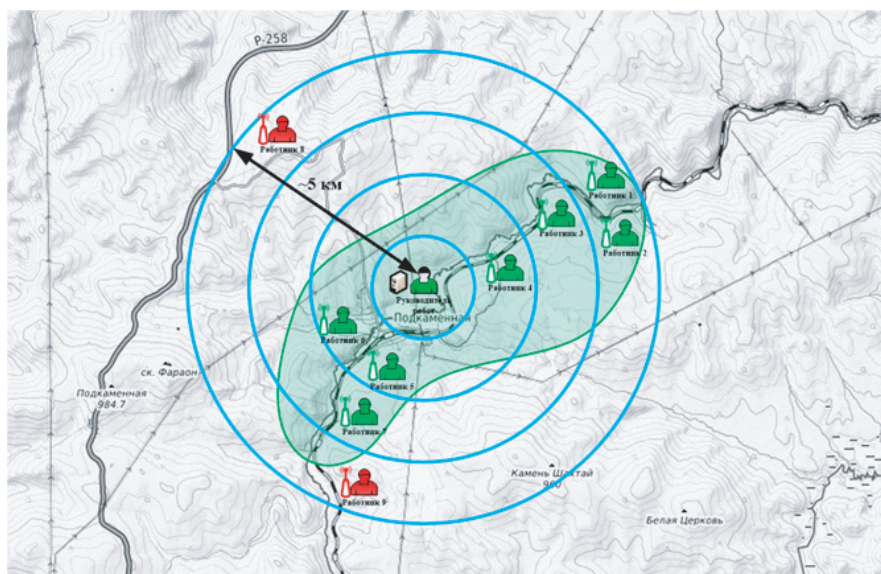 Р-258
Работник 8
5 км
Работник 1
Работник 3
Работник 2
Работник 4
Руководитель
работ
Подкаменная
Работник 6
ск. Фараон
Работник 5
Подкаменная
984.7
Работник 7
Камень Шахтай
960
Работник 9
Белая Церковь